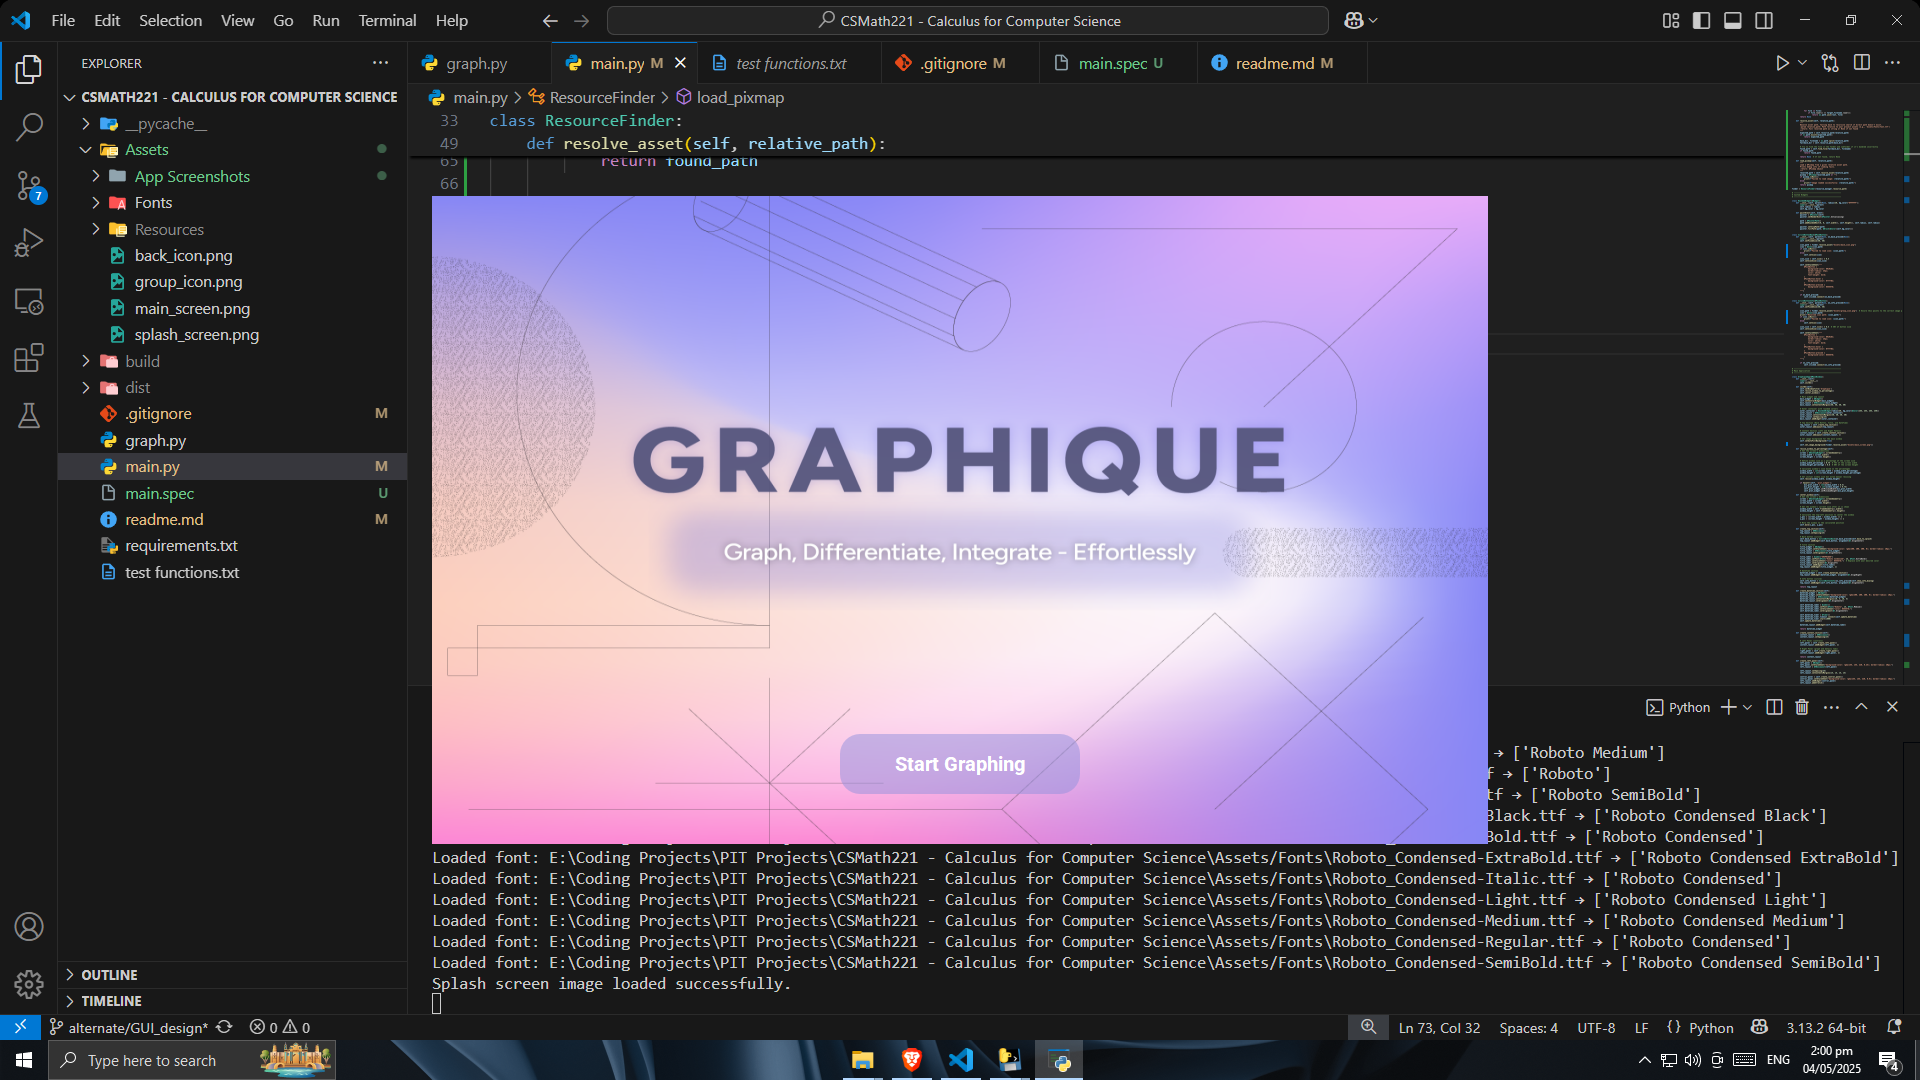 File Edit Selection View Go Run Terminal Help
CSMath221 - Calculus for Computer Science
EXPLORER
graph.py
main.py M
test functions.txt
.gitignore M
main.spec U
readme.md M
CSMATH221 - CALCULUS FOR COMPUTER SCIENCE
main.py > ResourceFinder > load_pixmap
__pycache__
Assets
App Screenshots
Fonts
Resources
back_icon.png
group_icon.png
main_screen.png
splash_screen.png
build
dist
.gitignore M
graph.py
main.py M
main.spec U
readme.md M
requirements.txt
test functions.txt
7
33 class ResourceFinder:
49 def resolve_asset(self, relative_path):
65 return found_path
66
GRAPHIQUE
Graph, Differentiate, Integrate - Effortlessly
Start Graphing
Python
→ ['Roboto Medium']
f → ['Roboto']
tf → ['Roboto SemiBold']
Black.ttf → ['Roboto Condensed Black']
Bold.ttf → ['Roboto Condensed']
Loaded font: E:\Coding Projects\PIT Projects\CSMath221 - Calculus for Computer Science\Assets/Fonts\Roboto_Condensed-ExtraBold.ttf → ['Roboto Condensed ExtraBold']
Loaded font: E:\Coding Projects\PIT Projects\CSMath221 - Calculus for Computer Science\Assets/Fonts\Roboto_Condensed-Italic.ttf → ['Roboto Condensed']
Loaded font: E:\Coding Projects\PIT Projects\CSMath221 - Calculus for Computer Science\Assets/Fonts\Roboto_Condensed-Light.ttf → ['Roboto Condensed Light']
Loaded font: E:\Coding Projects\PIT Projects\CSMath221 - Calculus for Computer Science\Assets/Fonts\Roboto_Condensed-Medium.ttf → ['Roboto Condensed Medium']
Loaded font: E:\Coding Projects\PIT Projects\CSMath221 - Calculus for Computer Science\Assets/Fonts\Roboto_Condensed-Regular.ttf → ['Roboto Condensed']
Loaded font: E:\Coding Projects\PIT Projects\CSMath221 - Calculus for Computer Science\Assets/Fonts\Roboto_Condensed-SemiBold.ttf → ['Roboto Condensed SemiBold']
Splash screen image loaded successfully.
OUTLINE
TIMELINE
alternate/GUI_design* 0 0
Ln 73, Col 32 Spaces: 4 UTF-8 LF {} Python 3.13.2 64-bit
Type here to search
ENG
2:00 pm
04/05/2025
4